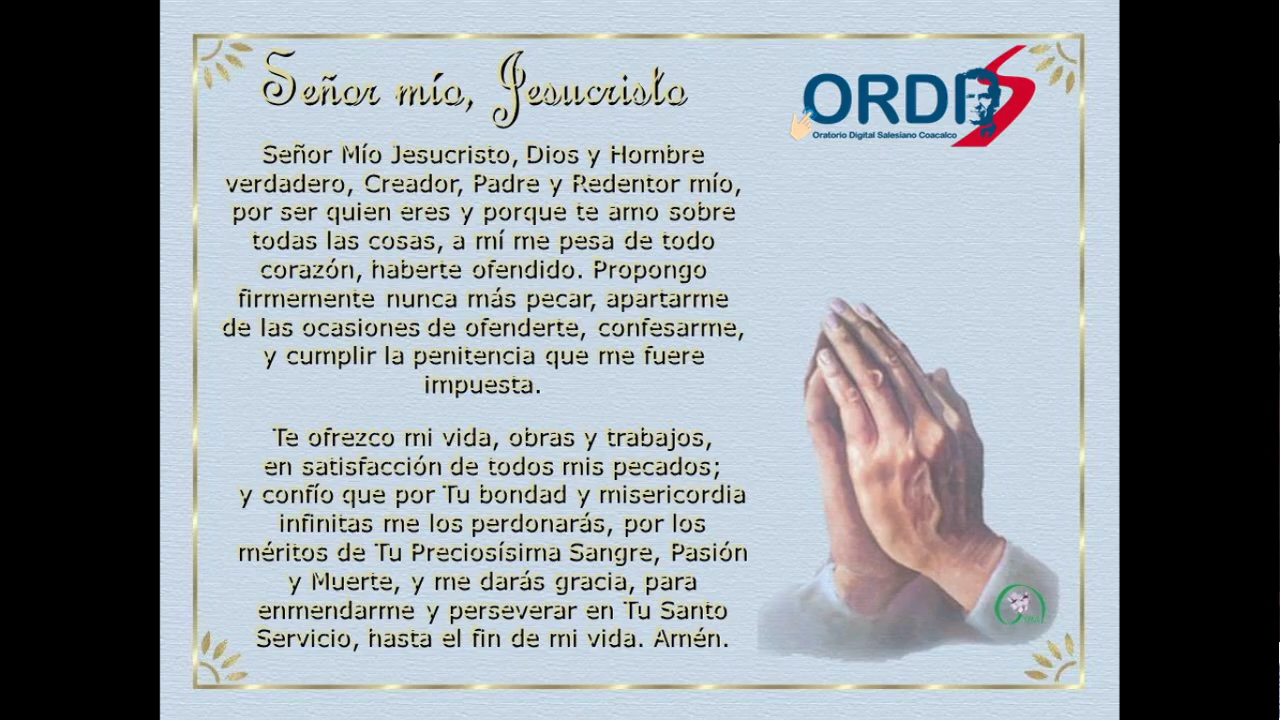 Señor mío, Jesucristo
ORDIS
Oratorio Digital Salesiano Coacalco
Señor Mío Jesucristo, Dios y Hombre
verdadero, Creador, Padre y Redentor mío,
por ser quien eres y porque te amo sobre
todas las cosas, a mí me pesa de todo
corazón, haberte ofendido. Propongo
firmemente nunca más pecar, apartarme
de las ocasiones de ofenderte, confesarme,
y cumplir la penitencia que me fuere
impuesta.
Te ofrezco mi vida, obras y trabajos,
en satisfacción de todos mis pecados;
y confío que por Tu bondad y misericordia
infinitas me los perdonarás, por los
méritos de Tu Preciosísima Sangre, Pasión
y Muerte, y me darás gracia, para
enmendarme y perseverar en Tu Santo
Servicio, hasta el fin de mi vida. Amén.